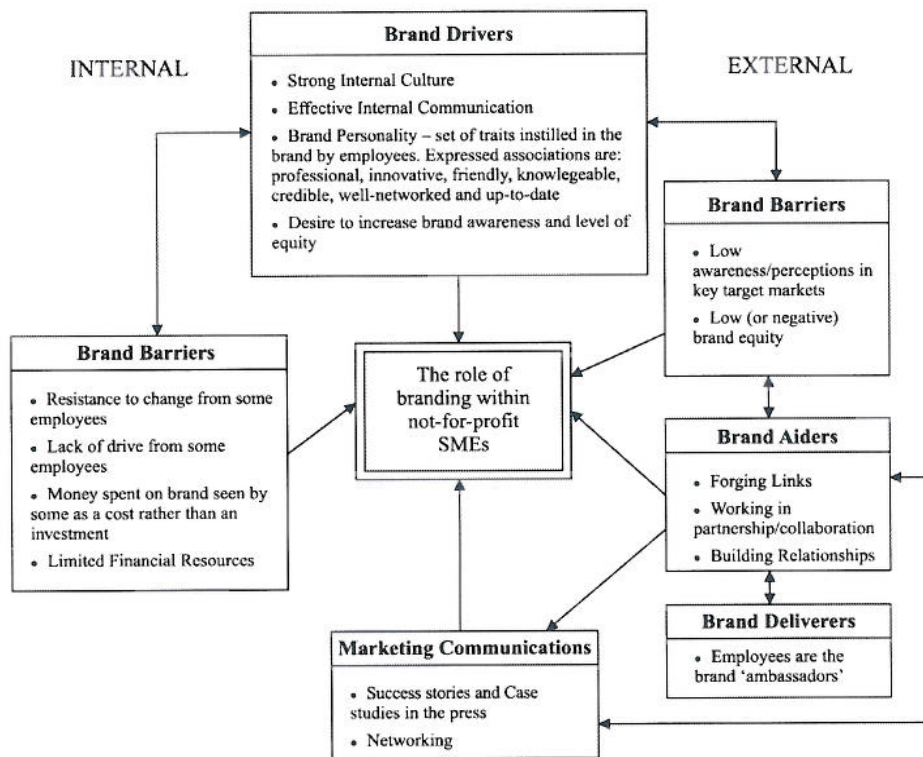 Brand Drivers
INTERNAL
EXTERNAL
• Strong Internal Culture
• Effective Internal Communication
• Brand Personality – set of traits instilled in the
brand by employees. Expressed associations are:
professional, innovative, friendly, knowlegeable,
credible, well-networked and up-to-date
• Desire to increase brand awareness and level of
equity
Brand Barriers
• Low
awareness/perceptions in
key target markets
• Low (or negative)
brand equity
Brand Barriers
• Resistance to change from some
employees
• Lack of drive from some
employees
• Money spent on brand seen by
some as a cost rather than an
investment
• Limited Financial Resources
The role of
branding within
not-for-profit
SMEs
Brand Aiders
• Forging Links
• Working in
partnership/collaboration
• Building Relationships
Brand Deliverers
• Employees are the
brand ‘ambassadors’
Marketing Communications
• Success stories and Case
studies in the press
• Networking